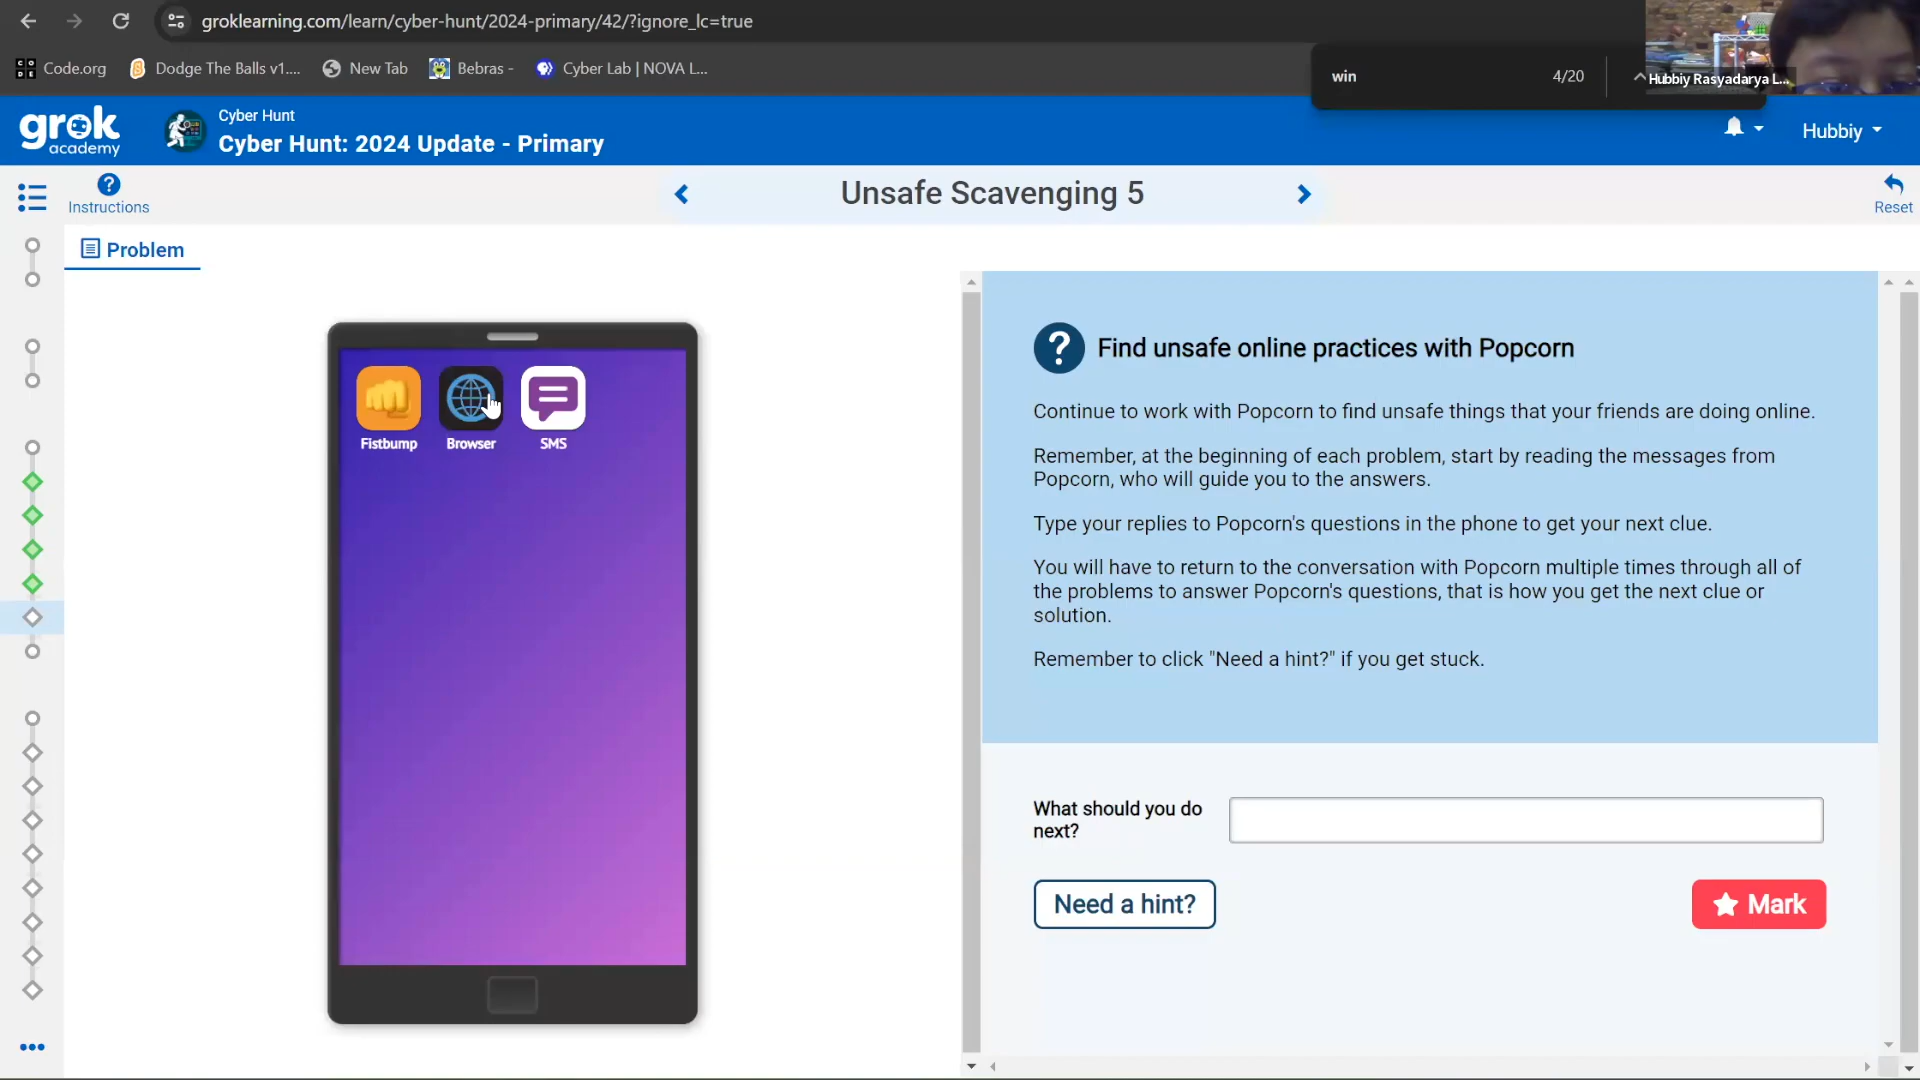 groklearning.com/learn/cyber-hunt/2024-primary/42/?ignore_lc=true
Code.org
Dodge The Balls v1....
New Tab
Bebras -
Cyber Lab | NOVA L...
win
4/20
Hubbiy Rasyadarya L...
grok
academy
Cyber Hunt
Cyber Hunt: 2024 Update - Primary
Hubbiy
Instructions
Unsafe Scavenging 5
Reset
Problem
Fistbump
Browser
SMS
Find unsafe online practices with Popcorn
Continue to work with Popcorn to find unsafe things that your friends are doing online.
Remember, at the beginning of each problem, start by reading the messages from
Popcorn, who will guide you to the answers.
Type your replies to Popcorn's questions in the phone to get your next clue.
You will have to return to the conversation with Popcorn multiple times through all of
the problems to answer Popcorn's questions, that is how you get the next clue or
solution.
Remember to click "Need a hint?" if you get stuck.
What should you do
next?
Need a hint?
Mark